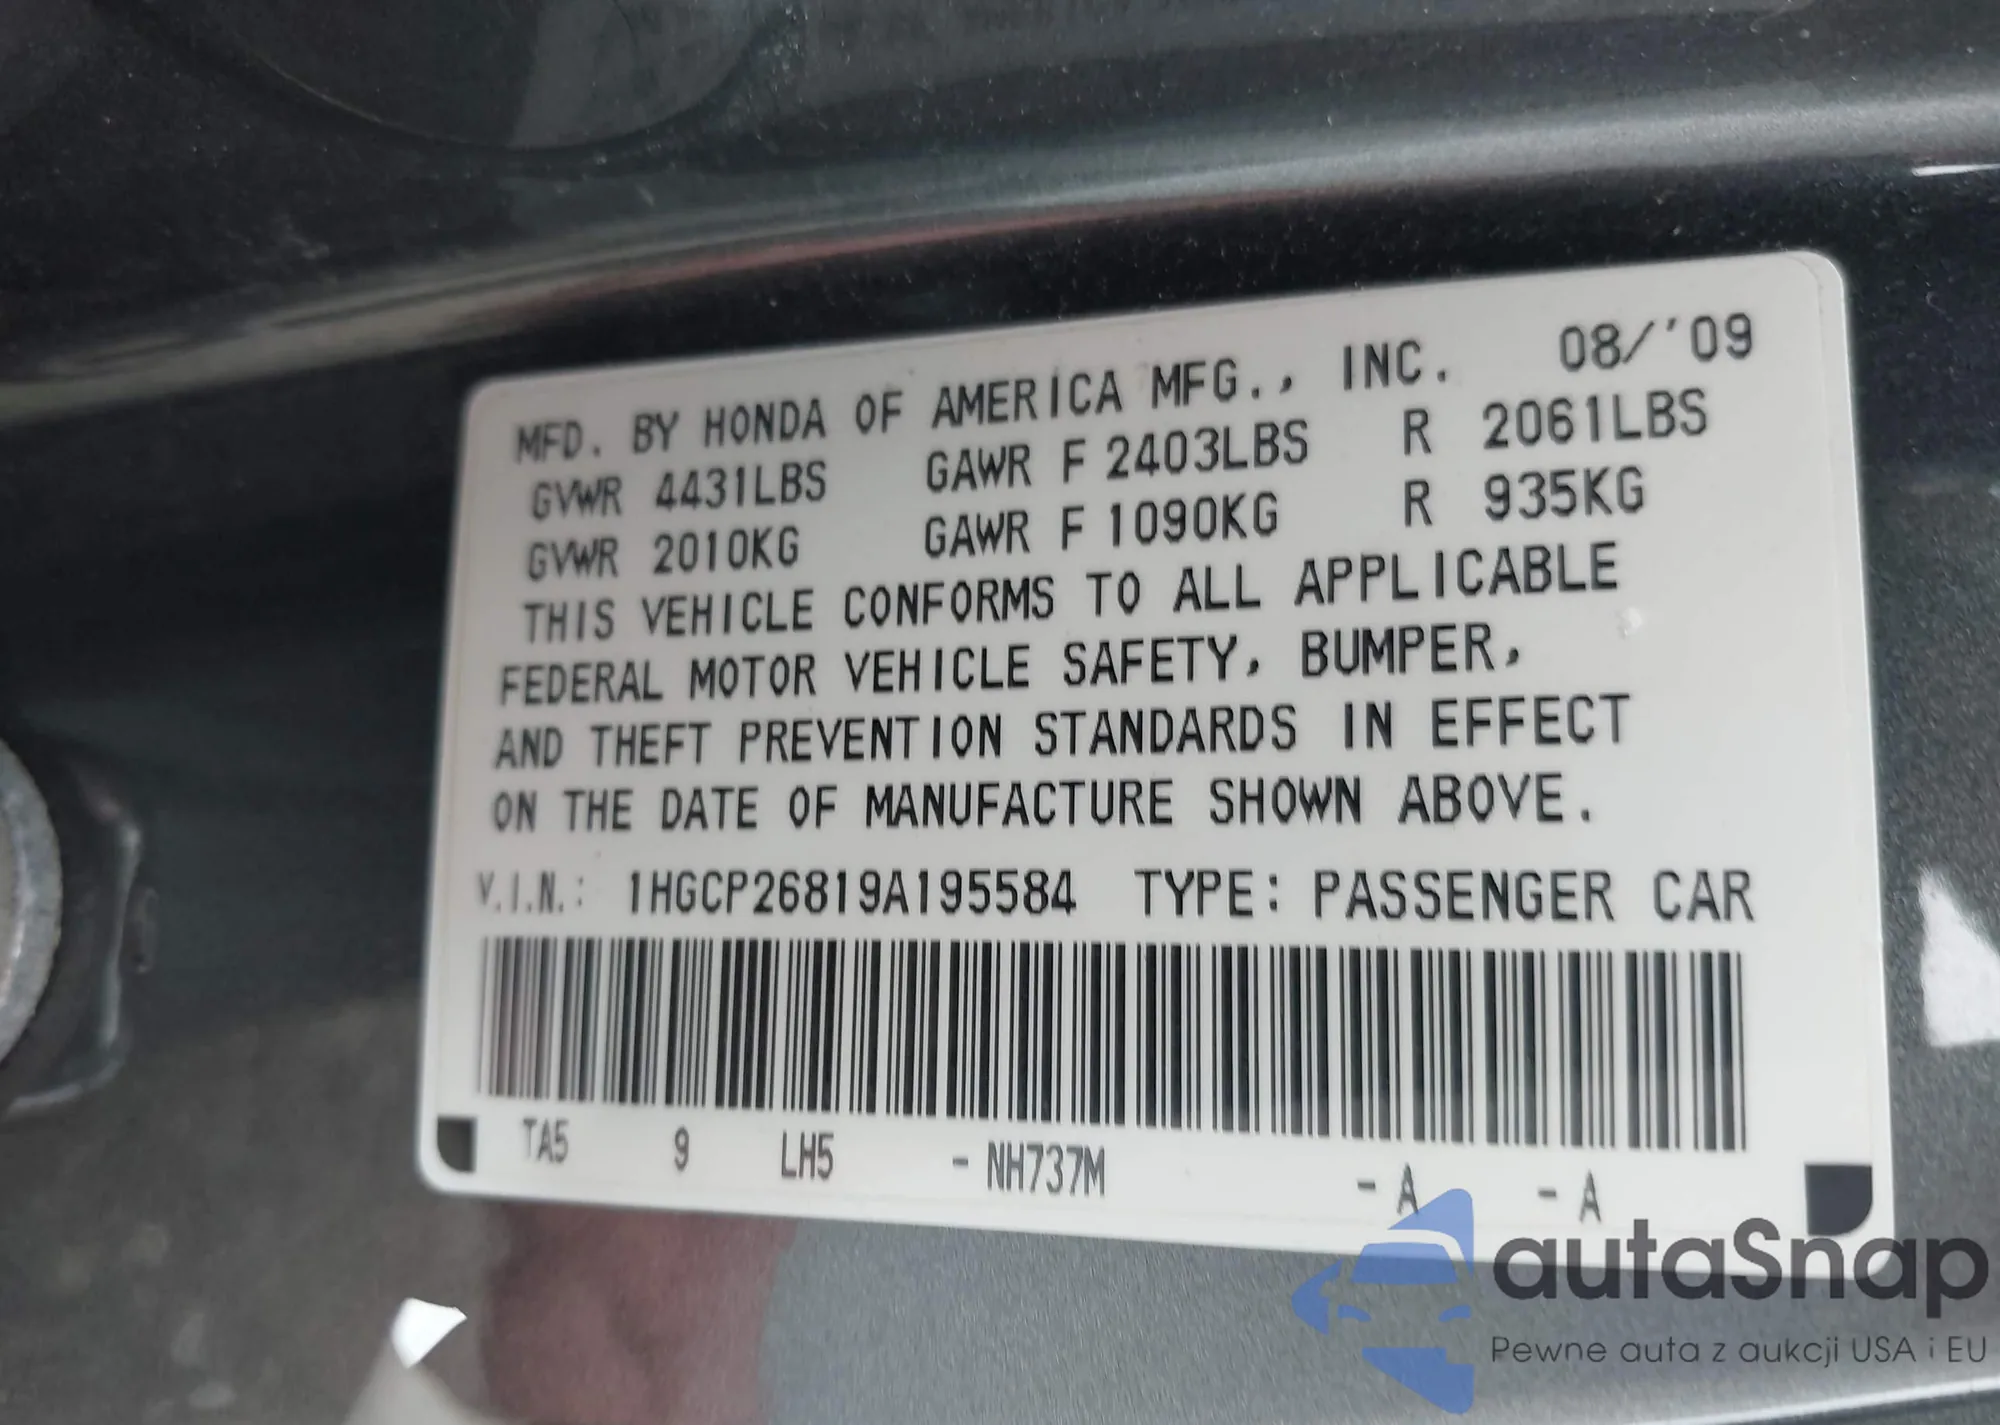 MFD. BY HONDA OF AMERICA MFG., INC. 08/'09
GVWR 4431LBS GAWR F 2403LBS R 2061LBS
GVWR 2010KG GAWR F 1090KG R 935KG
THIS VEHICLE CONFORMS TO ALL APPLICABLE
FEDERAL MOTOR VEHICLE SAFETY, BUMPER,
AND THEFT PREVENTION STANDARDS IN EFFECT
ON THE DATE OF MANUFACTURE SHOWN ABOVE.
V.I.N.: 1HGCP26819A195584 TYPE: PASSENGER CAR
TA5 9 LH5 - NH737M - A - A
autaSnap
Pewne auta z aukcji USA i EU